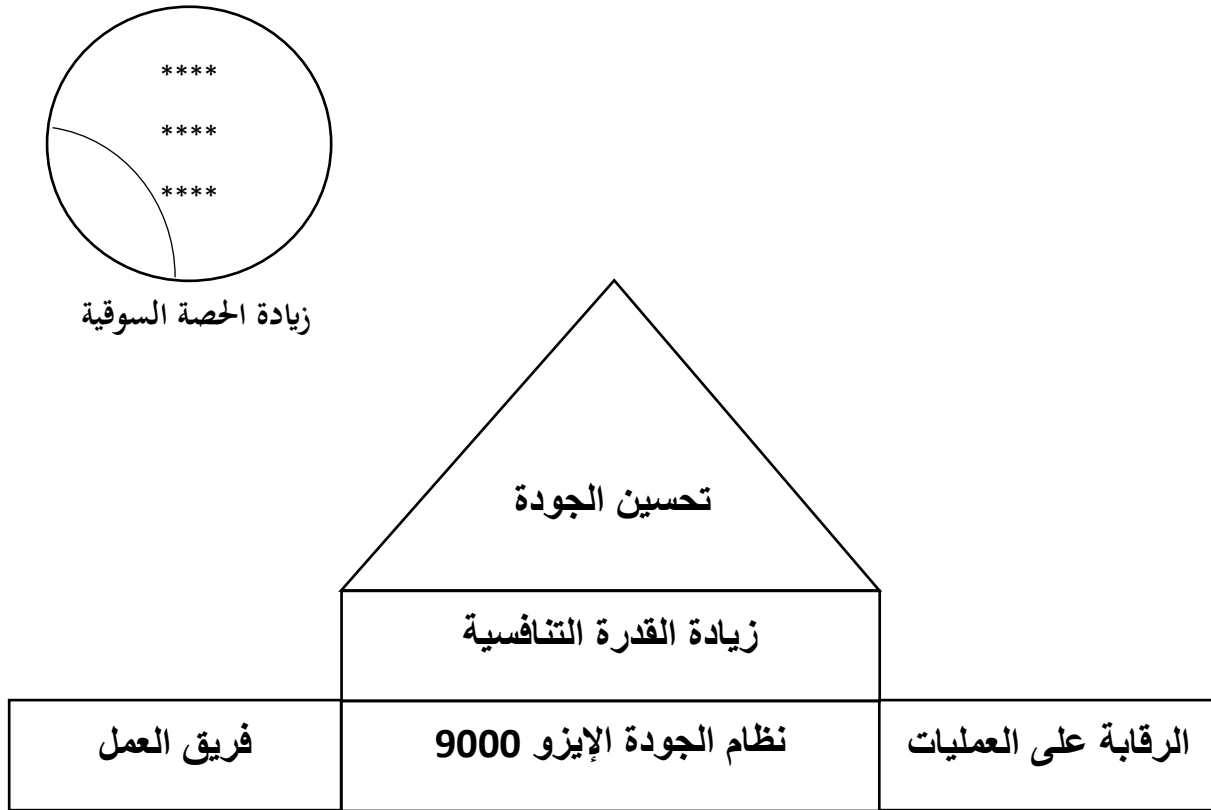 ****
****
****
زيادة الحصة السوقية
تحسين الجودة
زيادة القدرة التنافسية
الرقابة على العمليات
نظام الجودة الإيزو 9000
فريق العمل